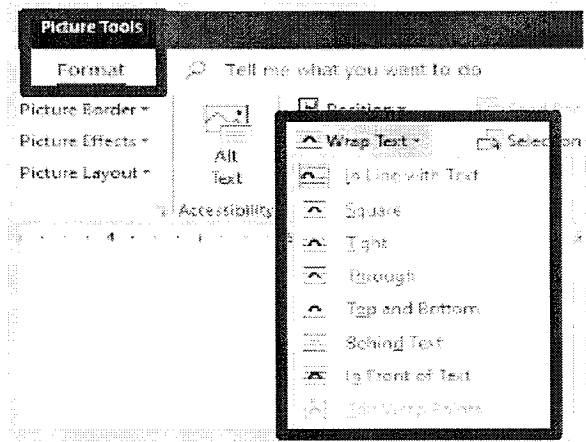 Picture Tools
Format
Tell me what you want to do
Picture Border
Picture Effects
Picture Layout
Alt
Text
Accessibility
Position
Wrap Text
Selection
In Line with Text
Square
Tight
Through
Top and Bottom
Behind Text
In Front of Text
Edit Wrap Points
4